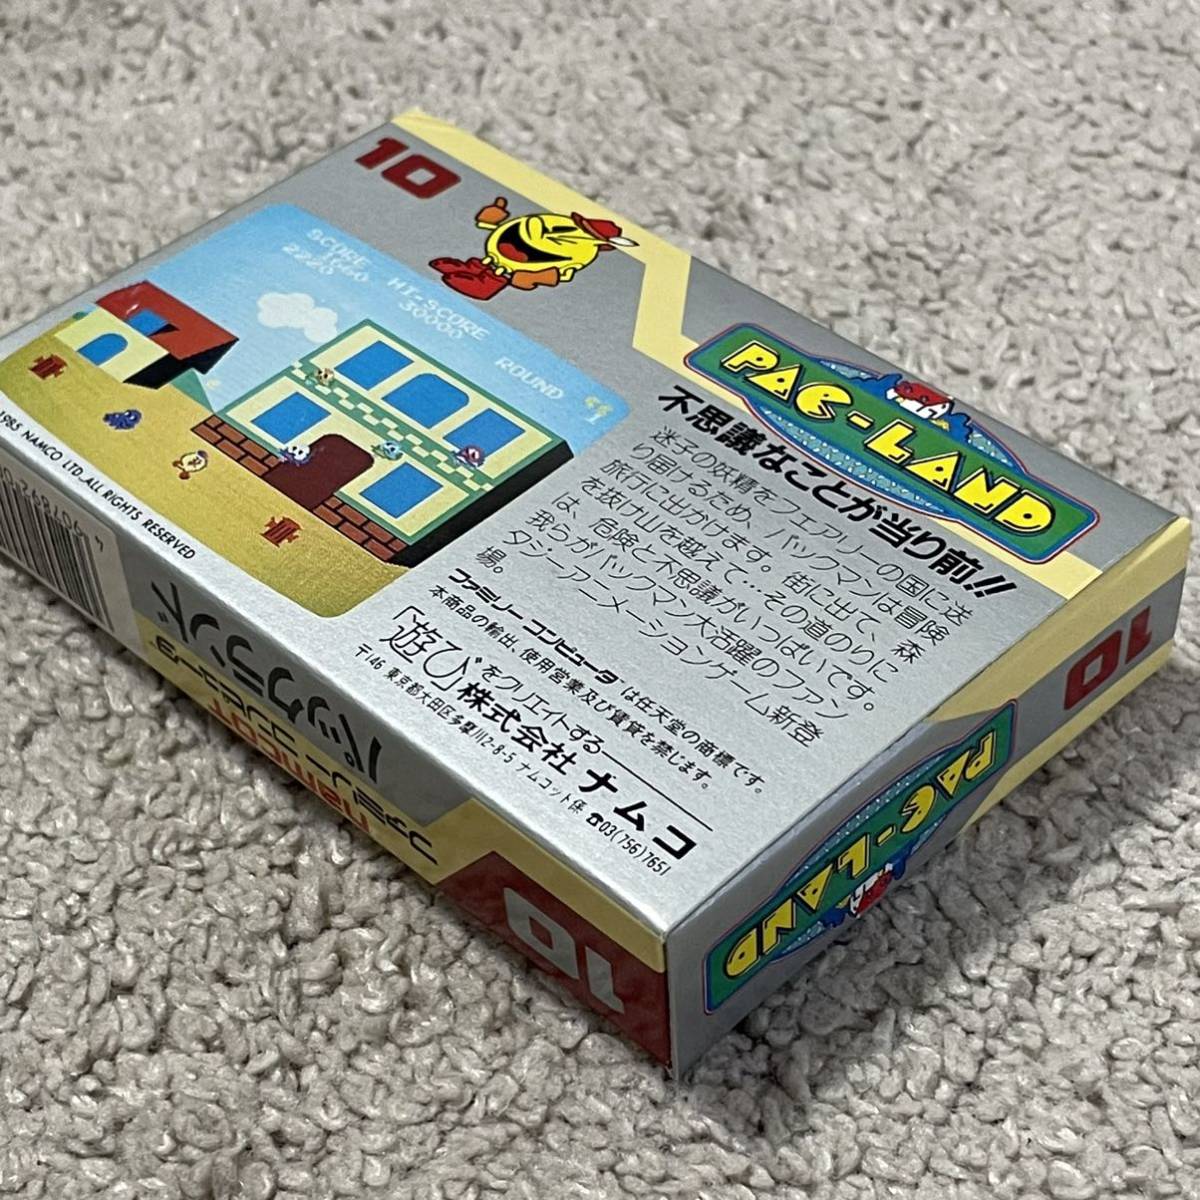 10
PAC-LAND
不思議なことが当り前!!
迷子の妖精をフェアリーの国に送
り届けるため、パックマンは冒険
旅行に出かけます。街に出て、森
を抜け山を越えて…その道のりに
は、危険と不思議がいっぱいです。
我らがパックマン大活躍のファン
タジーアニメーションゲーム新登
場。
ファミリーコンピュータは任天堂の商標です。
本商品の輸出、使用営業及び賃貸を禁じます。
「遊び」をクリエイトする
株式会社 ナムコ
〒146 東京都大田区多摩川2-8-5 ナムコット係 ☎03(756)7651
SCORE HI-SCORE ROUND
1660 30000 1
2220
1985 NAMCO LTD.,ALL RIGHTS RESERVED
パックランド
ファミリーコンピュータ
10
10
PAC-LAND